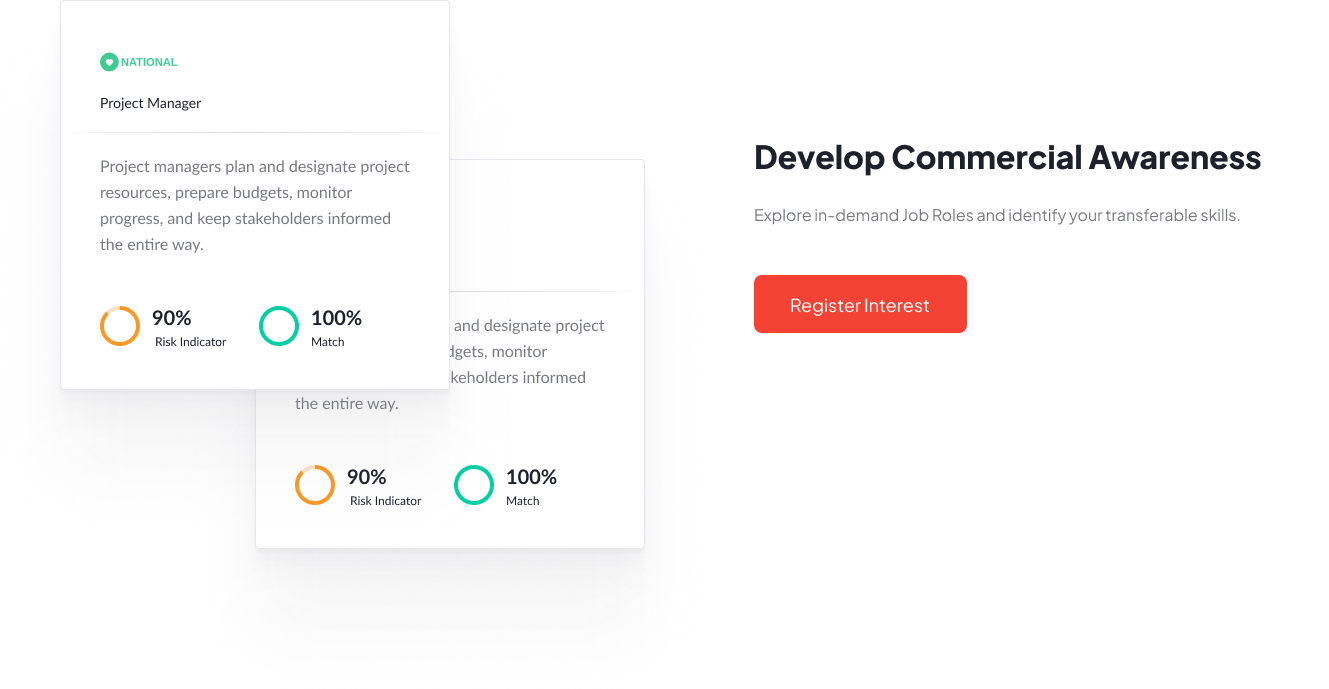 NATIONAL
Project Manager
Project managers plan and designate project
resources, prepare budgets, monitor
progress, and keep stakeholders informed
the entire way.
90%
Risk Indicator
100%
Match
and designate project
monitor
informed
the entire way.
90%
Risk Indicator
100%
Match
Develop Commercial Awareness
Explore in-demand Job Roles and identify your transferable skills.
Register Interest